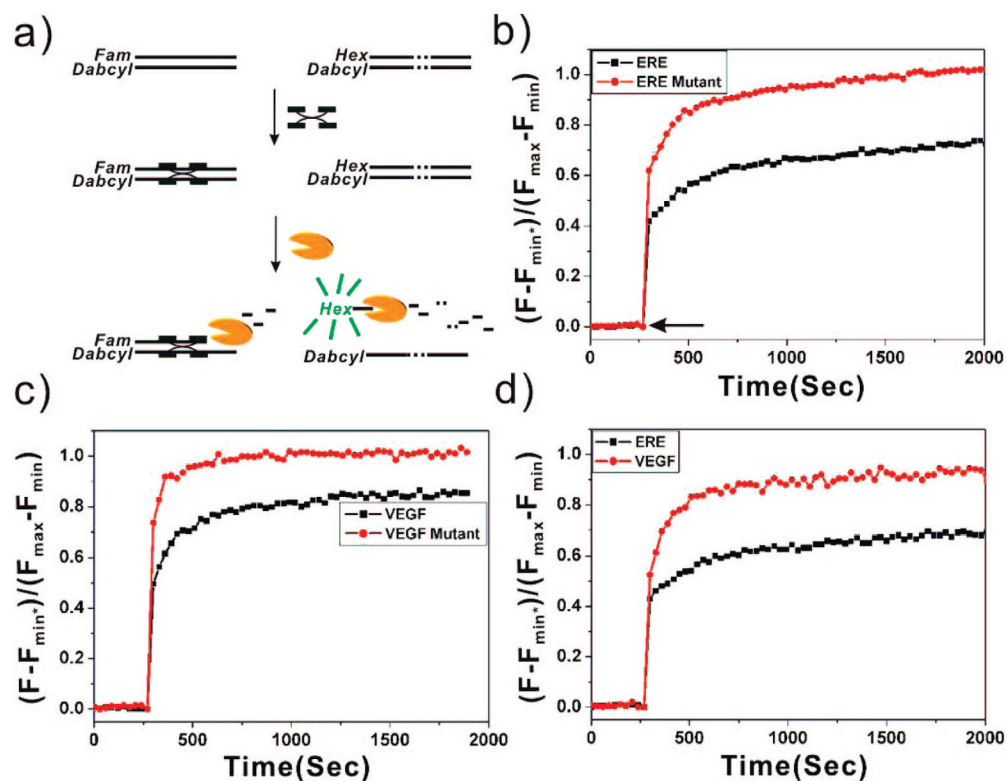 a)
Fam
Dabcyl
Hex
Dabcyl
Fam
Dabcyl
Hex
Dabcyl
Fam
Dabcyl
Hex
Dabcyl
b)
ERE
ERE Mutant
(F-Fmin*)/(Fmax-Fmin)
1.0
0.8
0.6
0.4
0.2
0.0
0 500 1000 1500 2000
Time(Sec)
c)
VEGF
VEGF Mutant
(F-Fmin*)/(Fmax-Fmin)
1.0
0.8
0.6
0.4
0.2
0.0
0 500 1000 1500 2000
Time(Sec)
d)
ERE
VEGF
(F-Fmin*)/(Fmax-Fmin)
1.0
0.8
0.6
0.4
0.2
0.0
0 500 1000 1500 2000
Time(Sec)